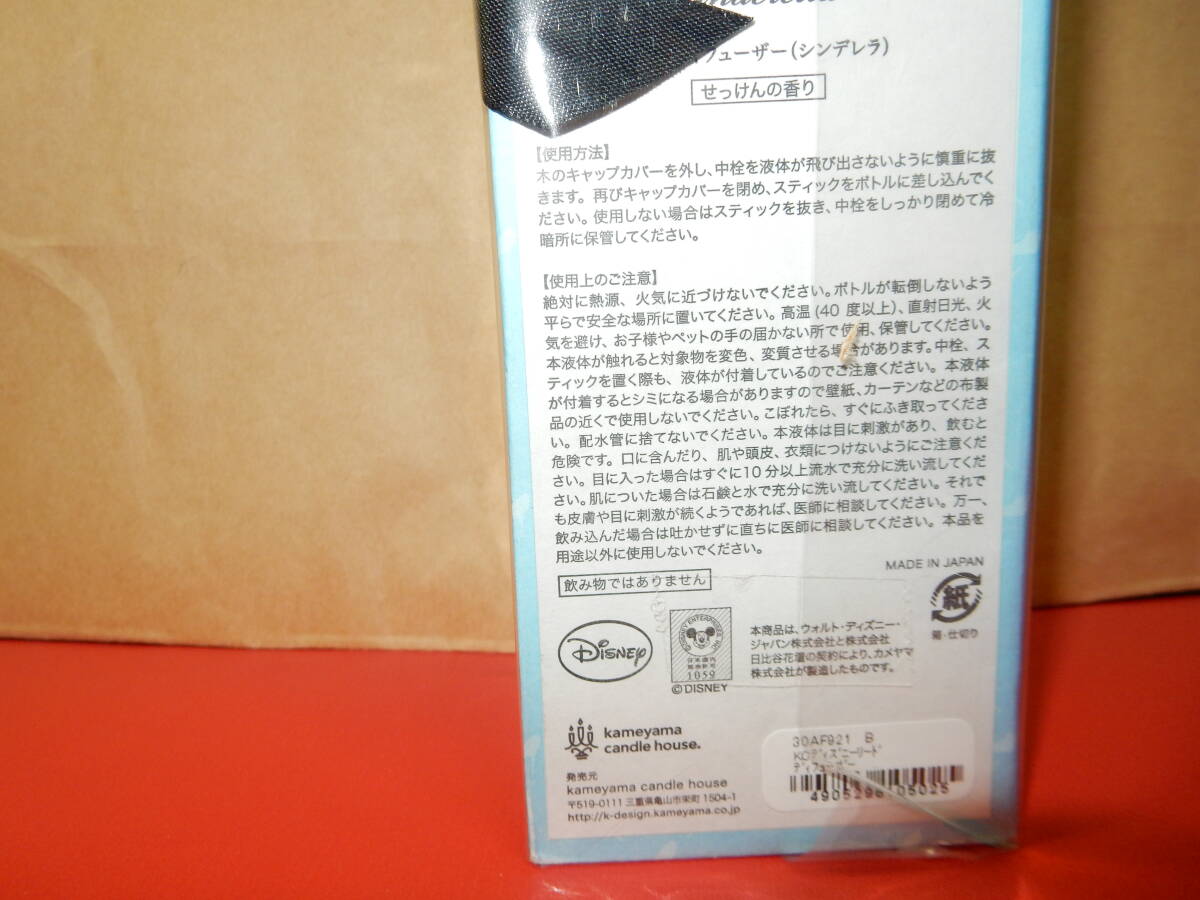 フューザー(シンデレラ)
せっけんの香り
【使用方法】
木のキャップカバーを外し、中栓を液体が飛び出さないように慎重に抜
きます。再びキャップカバーを閉め、スティックをボトルに差し込んでく
ださい。使用しない場合はスティックを抜き、中栓をしっかり閉めて冷
暗所に保管してください。
【使用上のご注意】
絶対に熱源、火気に近づけないでください。ボトルが転倒しないよう
平らで安全な場所に置いてください。高温(40 度以上)、直射日光、火
気を避け、お子様やペットの手の届かない所で使用、保管してください。
本液体が触れると対象物を変色、変質させる場合があります。中栓、ス
ティックを置く際も、液体が付着しているのでご注意ください。本液体
が付着するとシミになる場合がありますので壁紙、カーテンなどの布製
品の近くで使用しないでください。こぼれたら、すぐにふき取ってくださ
い。配水管に捨てないでください。本液体は目に刺激があり、飲むと
危険です。口に含んだり、肌や頭皮、衣類につけないようにご注意くだ
さい。目に入った場合はすぐに10分以上流水で充分に洗い流してくだ
さい。肌についた場合は石鹸と水で充分に洗い流してください。それで
も皮膚や目に刺激が続くようであれば、医師に相談してください。万一、
飲み込んだ場合は吐かせずに直ちに医師に相談してください。本品を
用途以外に使用しないでください。
MADE IN JAPAN
飲み物ではありません
紙
箱・仕切り
Disney
©DISNEY ENTERPRISES INC.
日本国内
販売許可
1059
©DISNEY
本商品は、ウォルト・ディズニー・
ジャパン株式会社と株式会社
日比谷花壇の契約により、カメヤマ
株式会社が製造したものです。
kameyama
candle house.
発売元
kameyama candle house
〒519-0111 三重県亀山市栄町 1504-1
http://k-design.kameyama.co.jp
30AF921 B
KCディズニーリード
ディフューザー
4905296105025